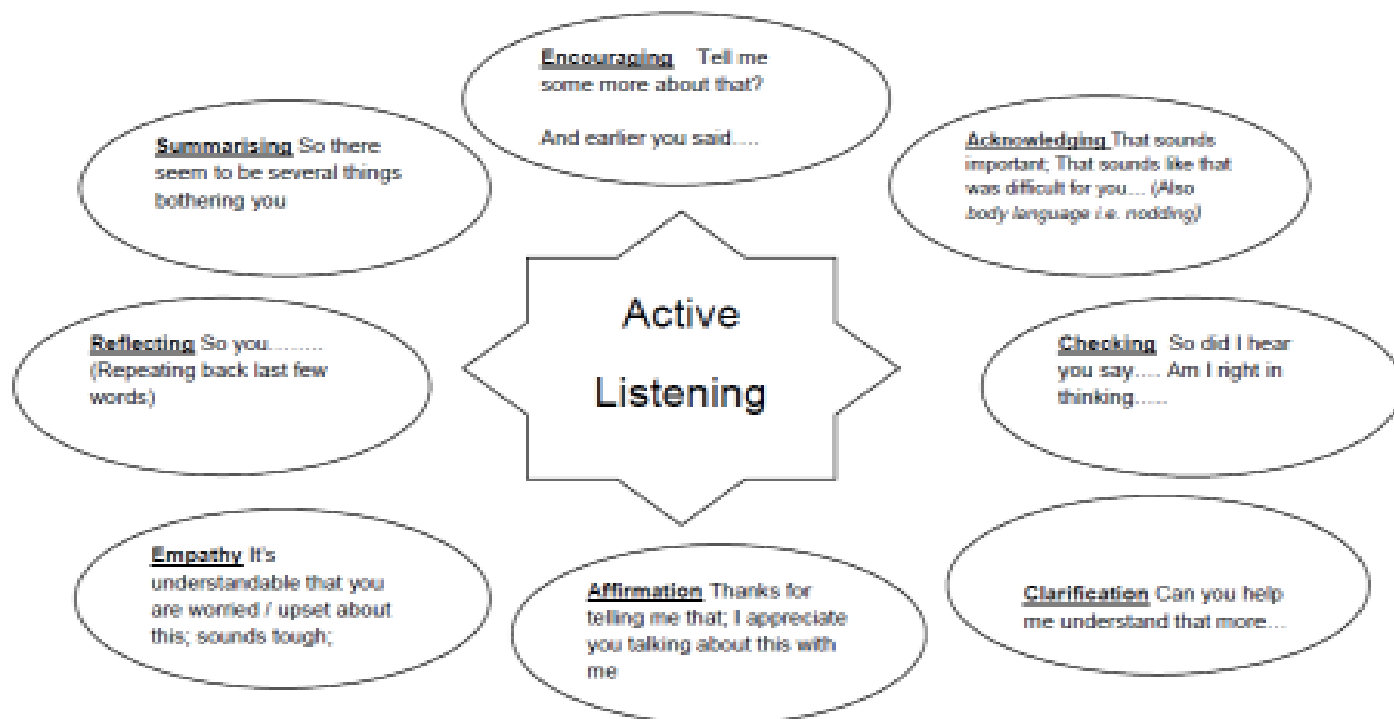 Encouraging Tell me
some more about that?
And earlier you said....
Summarising So there
seem to be several things
bothering you
Acknowledging That sounds
important; That sounds like that
was difficult for you... (Also
body language i.e. nodding)
Active
Listening
Reflecting So you.........
(Repeating back last few
words)
Checking So did I hear
you say.... Am I right in
thinking.....
Empathy It's
understandable that you
are worried / upset about
this; sounds tough;
Affirmation Thanks for
telling me that; I appreciate
you talking about this with
me
Clarification Can you help
me understand that more...